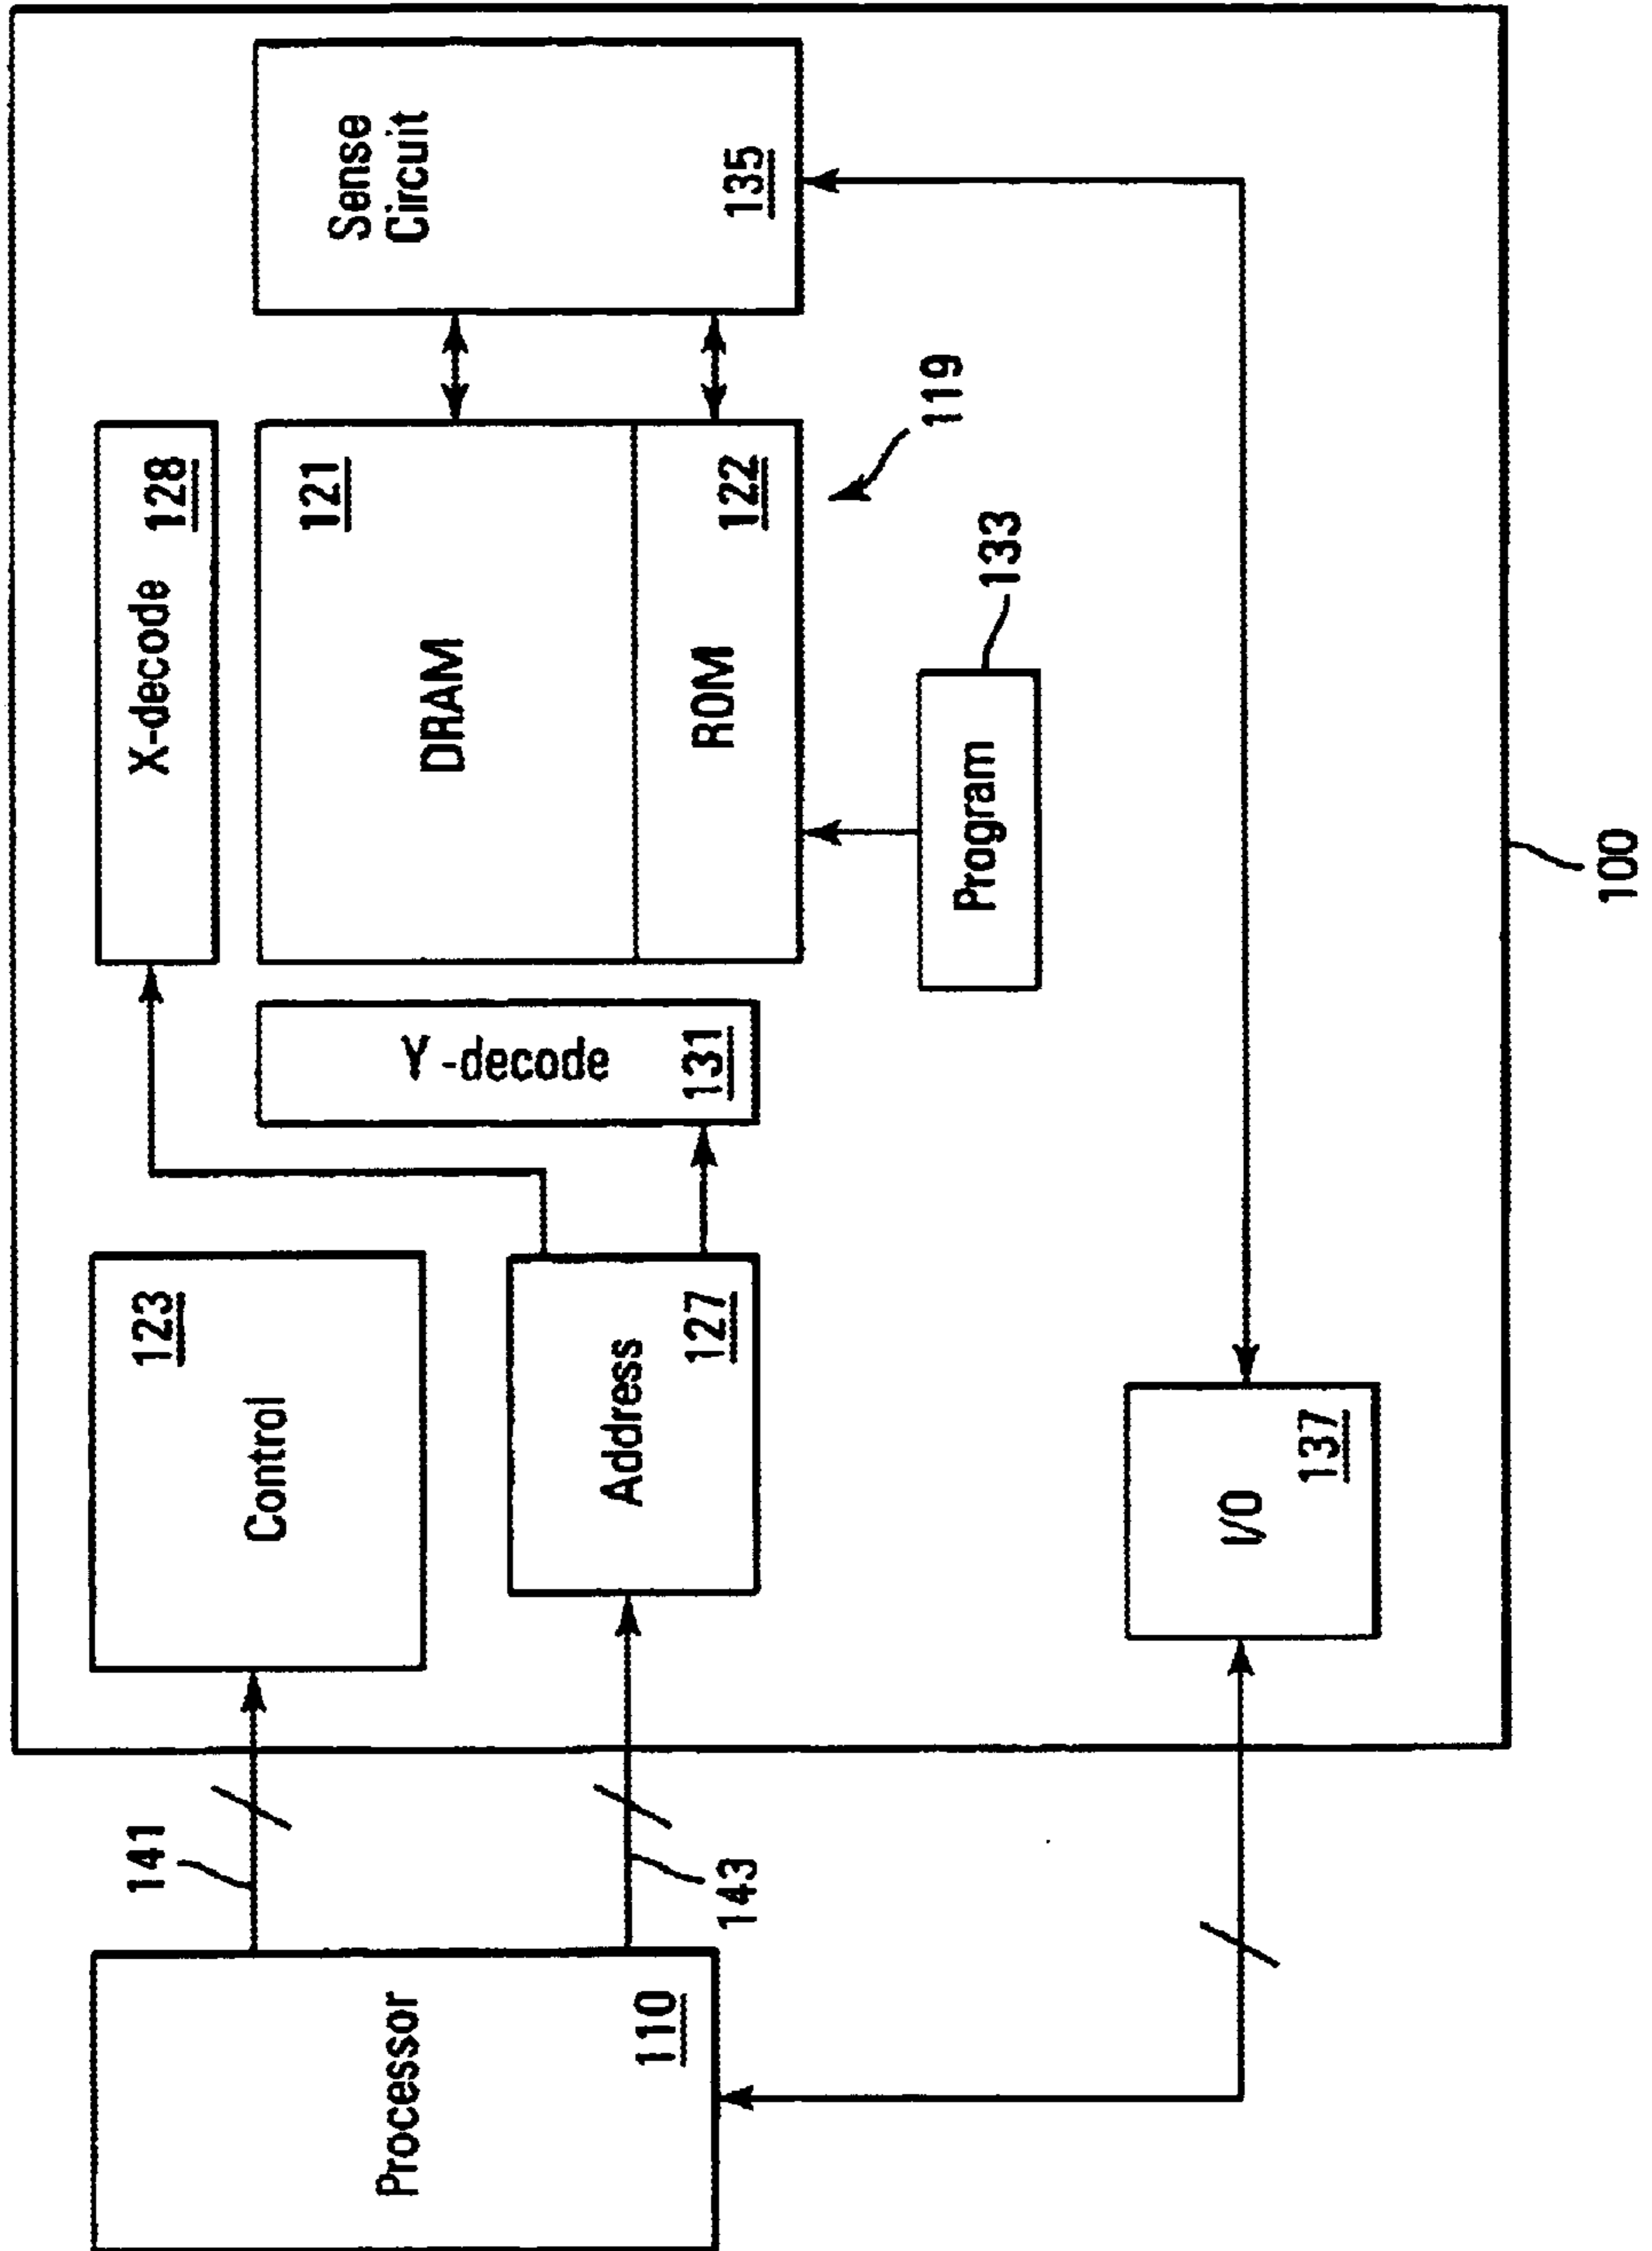 Processor
110
141
143
Control
123
Address
127
I/O
137
X-decode
128
Y-decode
131
DRAM
121
ROM
122
119
Program
133
Sense
Circuit
135
100